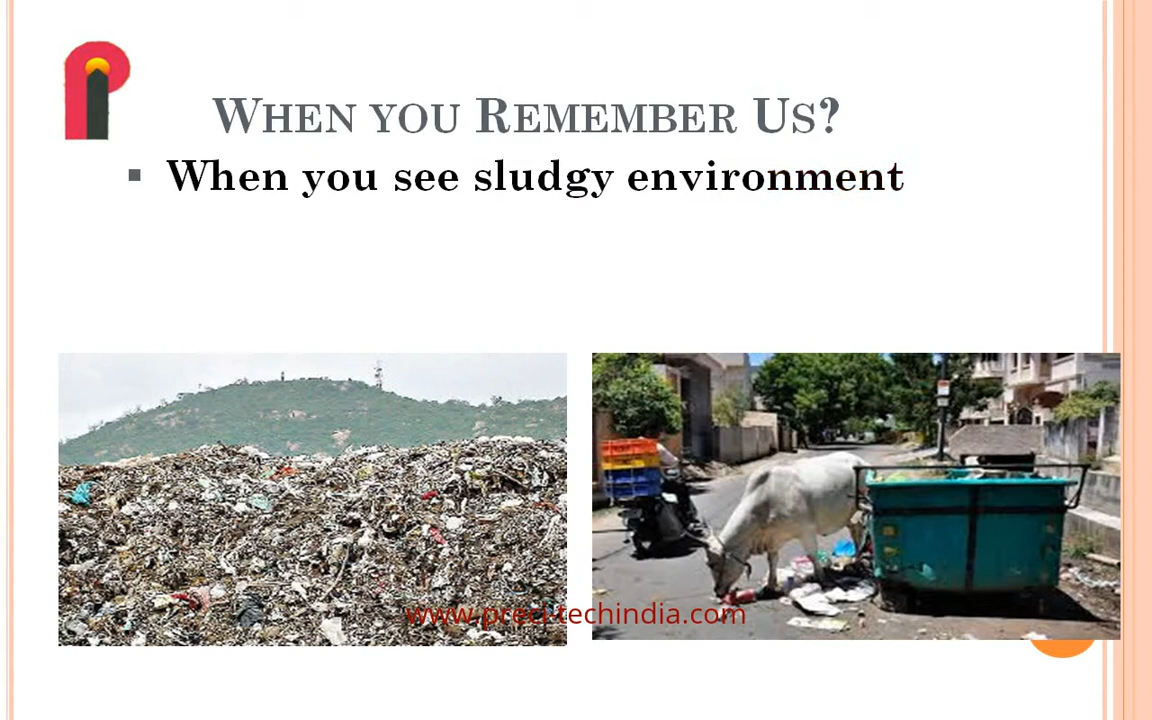 When you Remember Us?
▪ When you see sludgy environment
www.preci-techindia.com